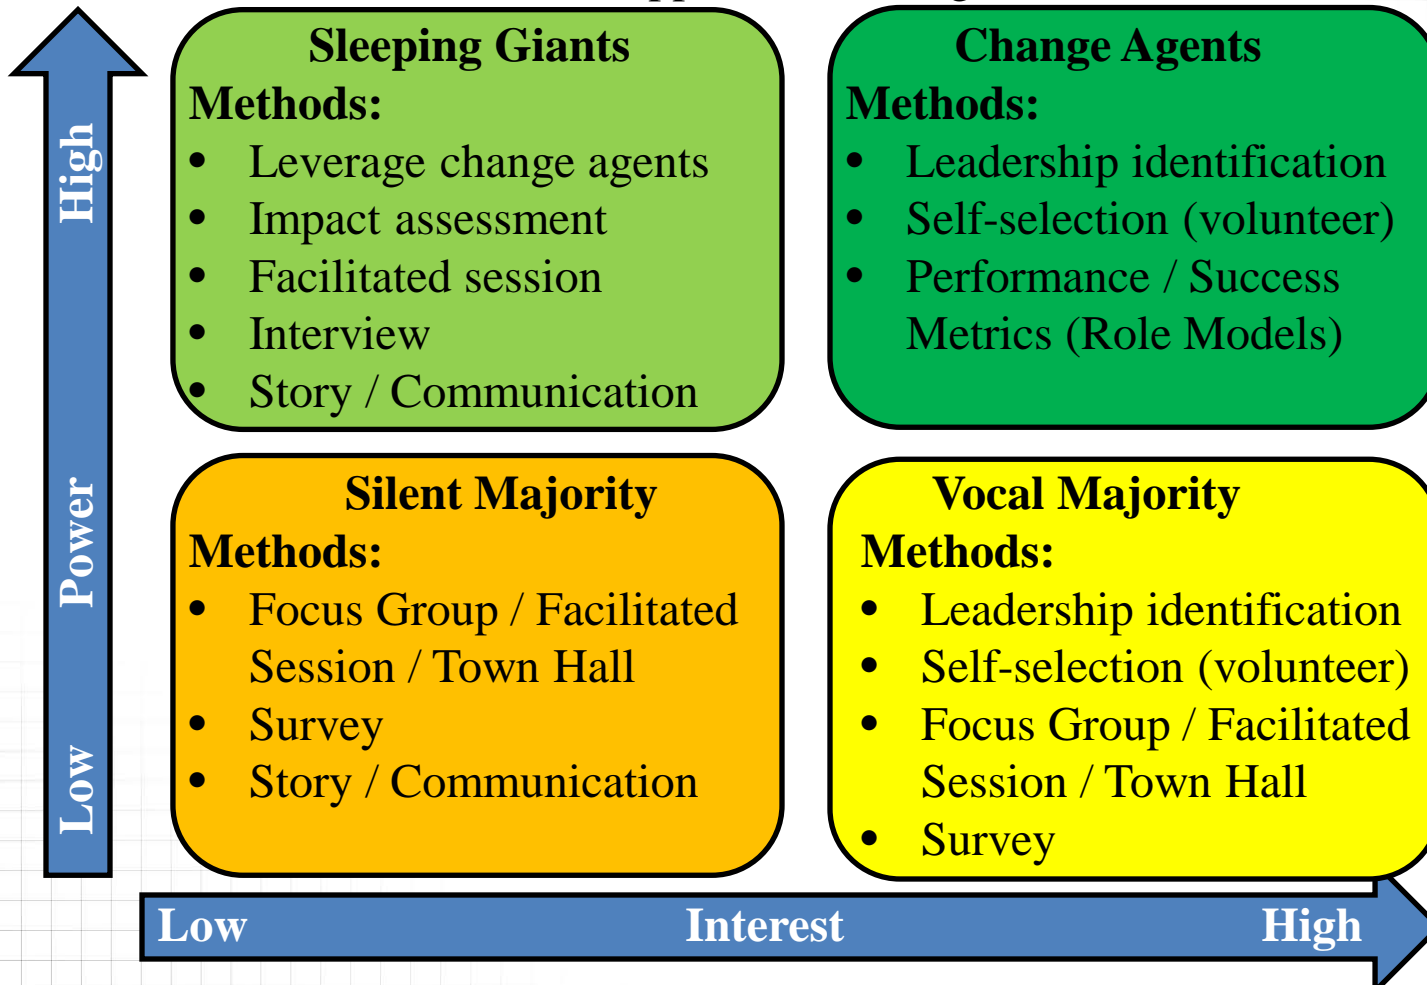 Sleeping Giants
Methods:
• Leverage change agents
• Impact assessment
• Facilitated session
• Interview
• Story / Communication
Change Agents
Methods:
• Leadership identification
• Self-selection (volunteer)
• Performance / Success
Metrics (Role Models)
Silent Majority
Methods:
• Focus Group / Facilitated
Session / Town Hall
• Survey
• Story / Communication
Vocal Majority
Methods:
• Leadership identification
• Self-selection (volunteer)
• Focus Group / Facilitated
Session / Town Hall
• Survey
High
Power
Low
Low
Interest
High